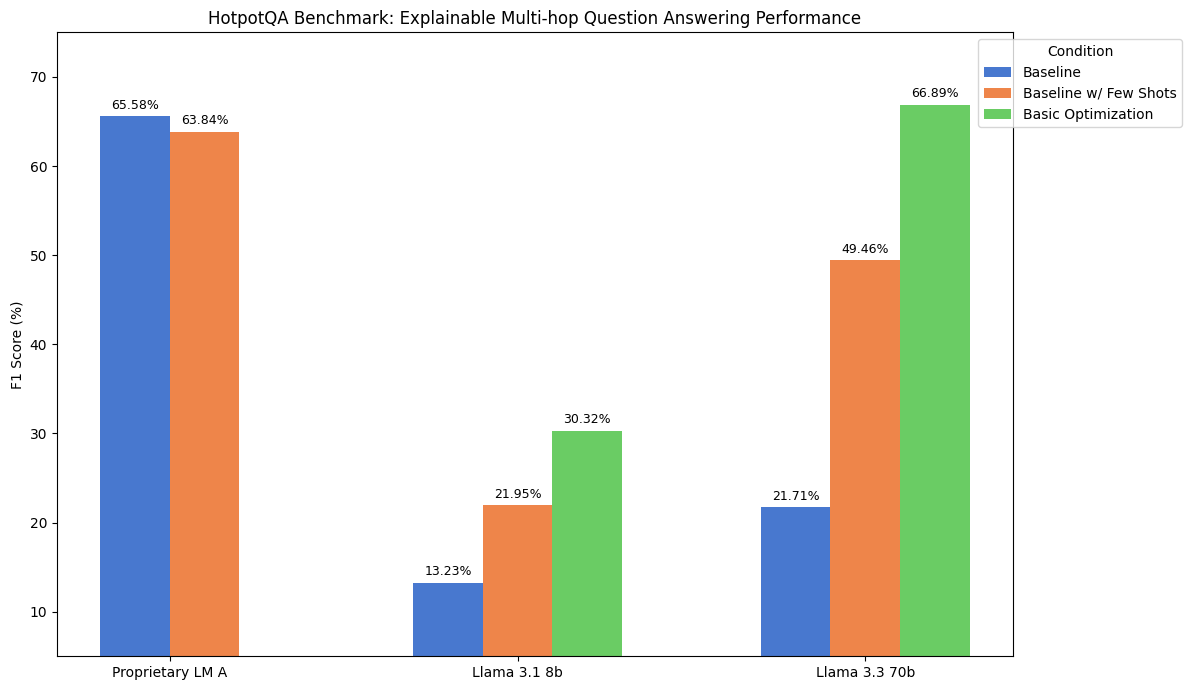 HotpotQA Benchmark: Explainable Multi-hop Question Answering Performance
Condition
Baseline
Baseline w/ Few Shots
Basic Optimization
F1 Score (%)
70
60
50
40
30
20
10
65.58%
63.84%
13.23%
21.95%
30.32%
21.71%
49.46%
66.89%
Proprietary LM A
Llama 3.1 8b
Llama 3.3 70b